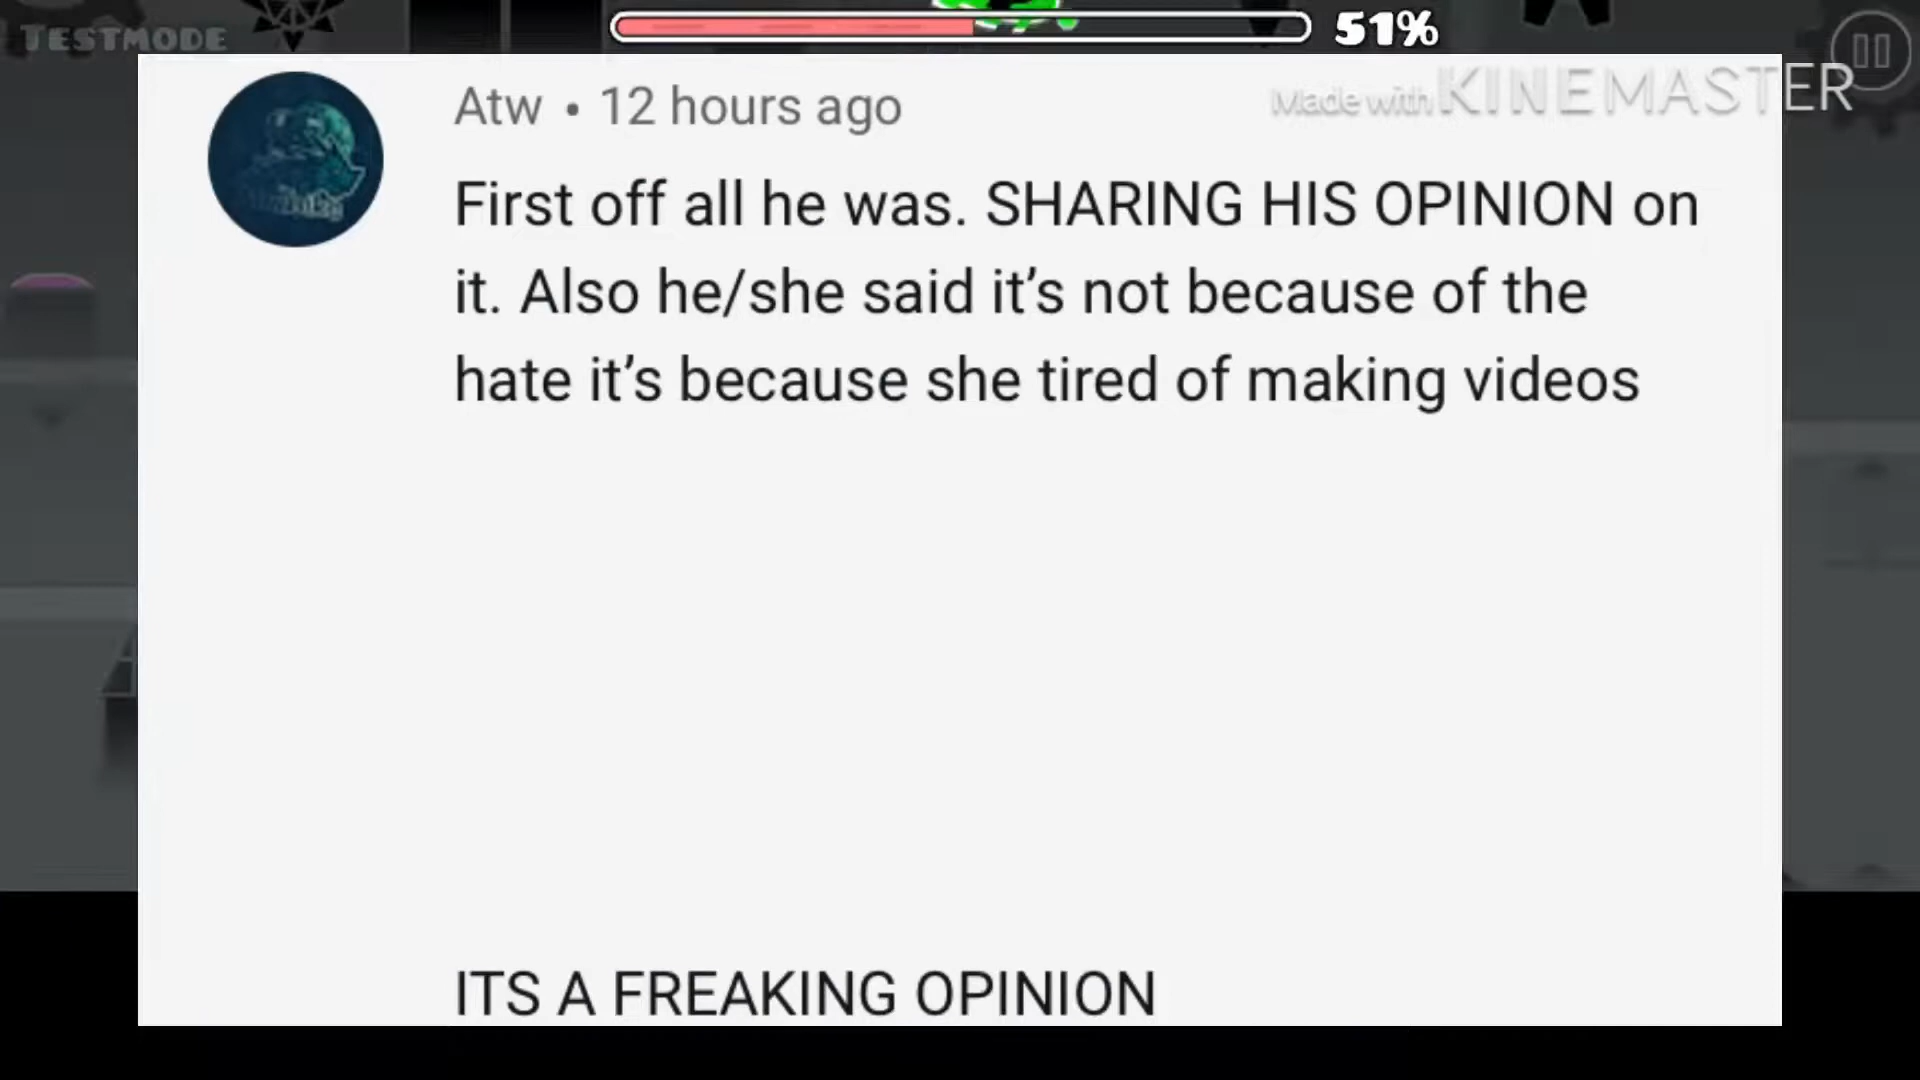 TESTMODE
51%
Made with KINEMASTER
Atw • 12 hours ago
First off all he was. SHARING HIS OPINION on
it. Also he/she said it's not because of the
hate it's because she tired of making videos
ITS A FREAKING OPINION